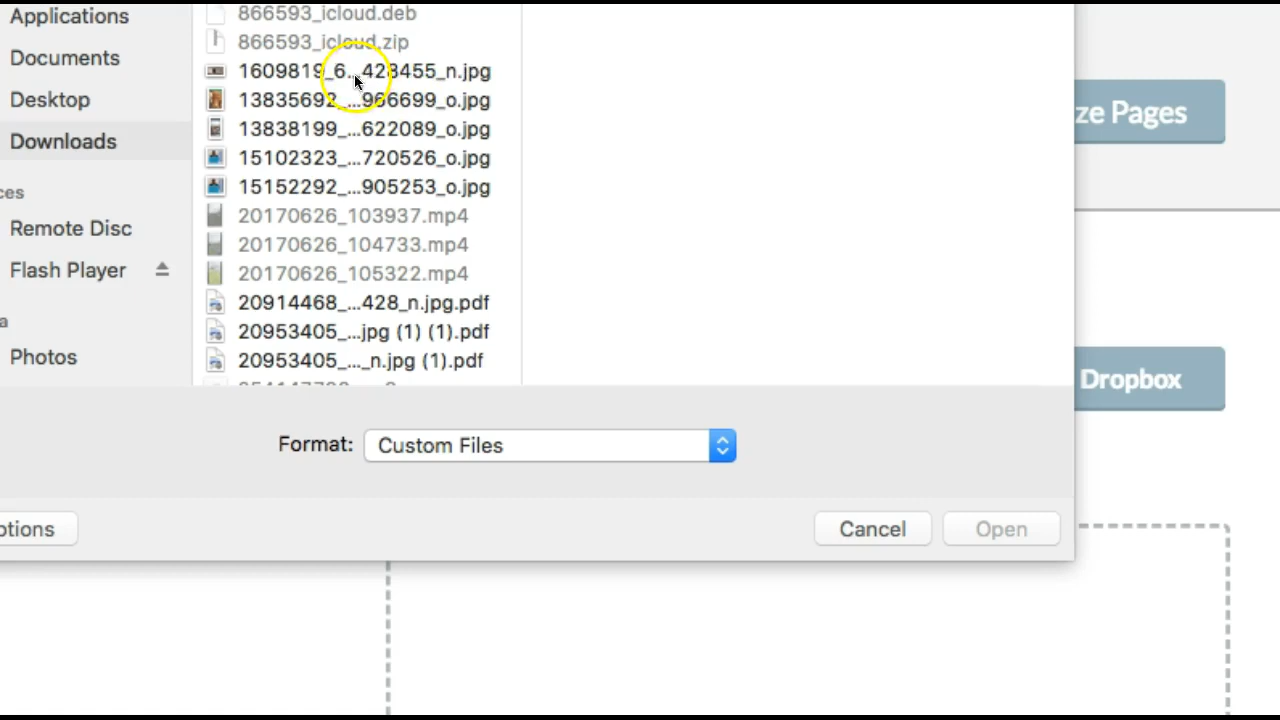 Applications
Documents
Desktop
Downloads
ces
Remote Disc
Flash Player
a
Photos
866593_icloud.deb
866593_icloud.zip
1609819_6...428455_n.jpg
13835692_...966699_o.jpg
13838199_...622089_o.jpg
15102323_...720526_o.jpg
15152292_...905253_o.jpg
20170626_103937.mp4
20170626_104733.mp4
20170626_105322.mp4
20914468_...428_n.jpg.pdf
20953405_...jpg (1) (1).pdf
20953405_..._n.jpg (1).pdf
Format: Custom Files
ptions
Cancel
Open
ze Pages
Dropbox